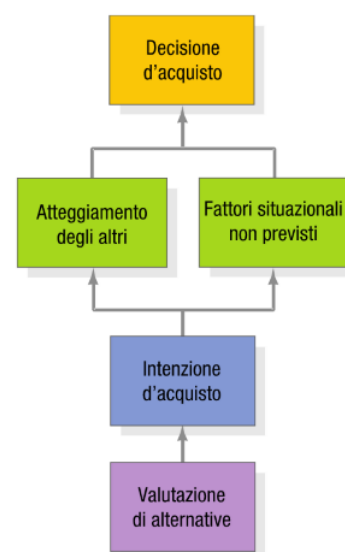 Decisione
d'acquisto
Atteggiamento
degli altri
Fattori situazionali
non previsti
Intenzione
d'acquisto
Valutazione
di alternative